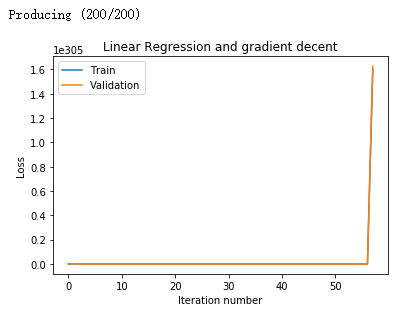 Producing (200/200)
Linear Regression and gradient decent
1e305
1.6
1.4
1.2
1.0
0.8
0.6
0.4
0.2
0.0
Train
Validation
Loss
0 10 20 30 40 50
Iteration number